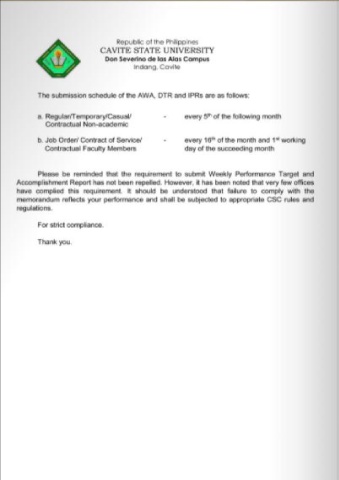 Republic of the Philippines
CAVITE STATE UNIVERSITY
Don Severino de las Alas Campus
Indang, Cavite
The submission schedule of the AWA, DTR and IPRs are as follows:
a. Regular/Temporary/Casual/ - every 5th of the following month
Contractual Non-academic
b. Job Order/ Contract of Service/ - every 16th of the month and 1st working
Contractual Faculty Members day of the succeeding month
Please be reminded that the requirement to submit Weekly Performance Target and
Accomplishment Report has not been repelled. However, it has been noted that very few offices
have complied this requirement. It should be understood that failure to comply with the
memorandum reflects your performance and shall be subjected to appropriate CSC rules and
regulations.
For strict compliance.
Thank you.